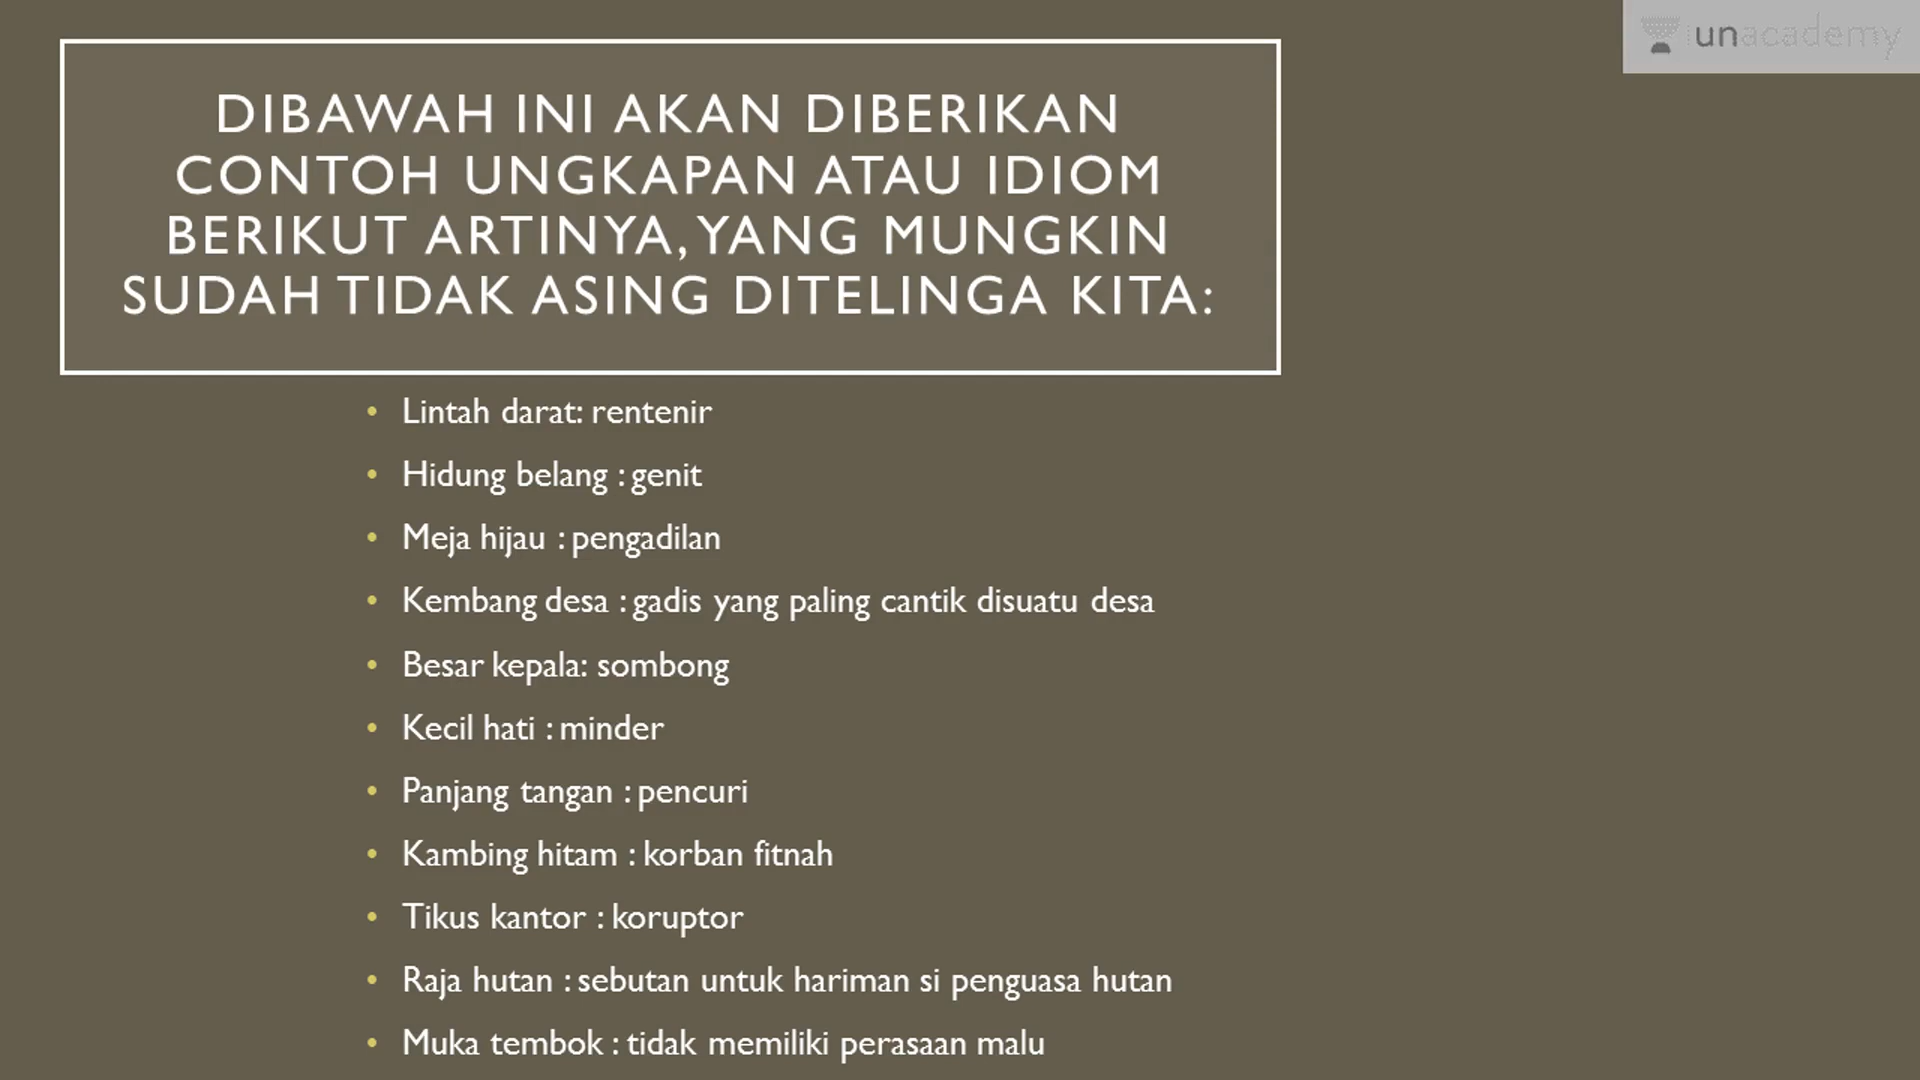 unacademy
DIBAWAH INI AKAN DIBERIKAN
CONTOH UNGKAPAN ATAU IDIOM
BERIKUT ARTINYA, YANG MUNGKIN
SUDAH TIDAK ASING DITELINGA KITA:
• Lintah darat: rentenir
• Hidung belang : genit
• Meja hijau : pengadilan
• Kembang desa : gadis yang paling cantik disuatu desa
• Besar kepala: sombong
• Kecil hati : minder
• Panjang tangan : pencuri
• Kambing hitam : korban fitnah
• Tikus kantor : koruptor
• Raja hutan : sebutan untuk hariman si penguasa hutan
• Muka tembok : tidak memiliki perasaan malu